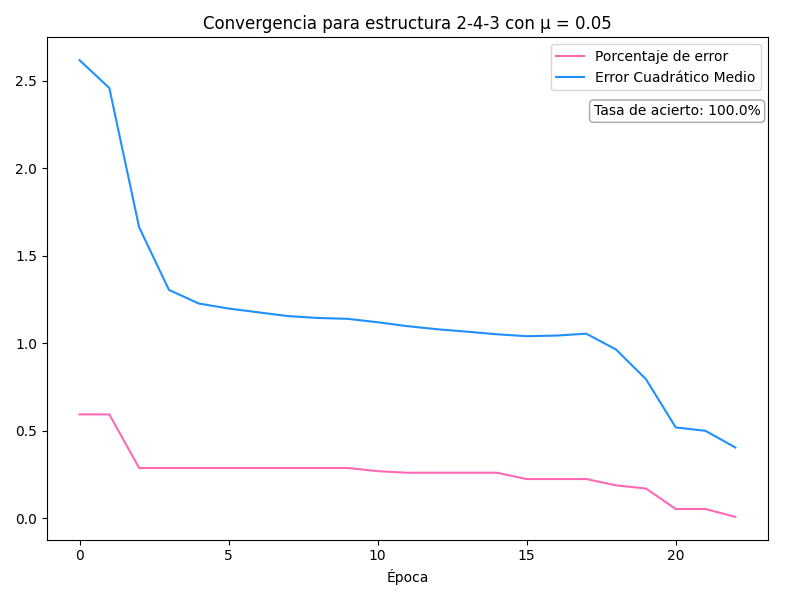 Convergencia para estructura 2-4-3 con μ = 0.05
Porcentaje de error
Error Cuadrático Medio
Tasa de acierto: 100.0%
2.5
2.0
1.5
1.0
0.5
0.0
0 5 10 15 20
Época